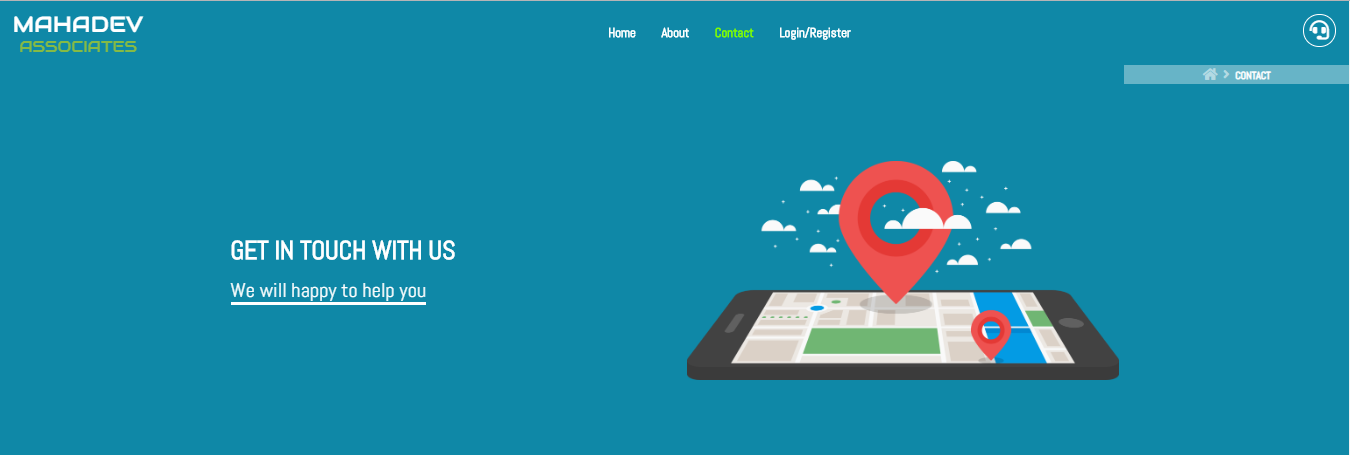 MAHADEV
ASSOCIATES
Home About Contact Login/Register
CONTACT
GET IN TOUCH WITH US
We will happy to help you